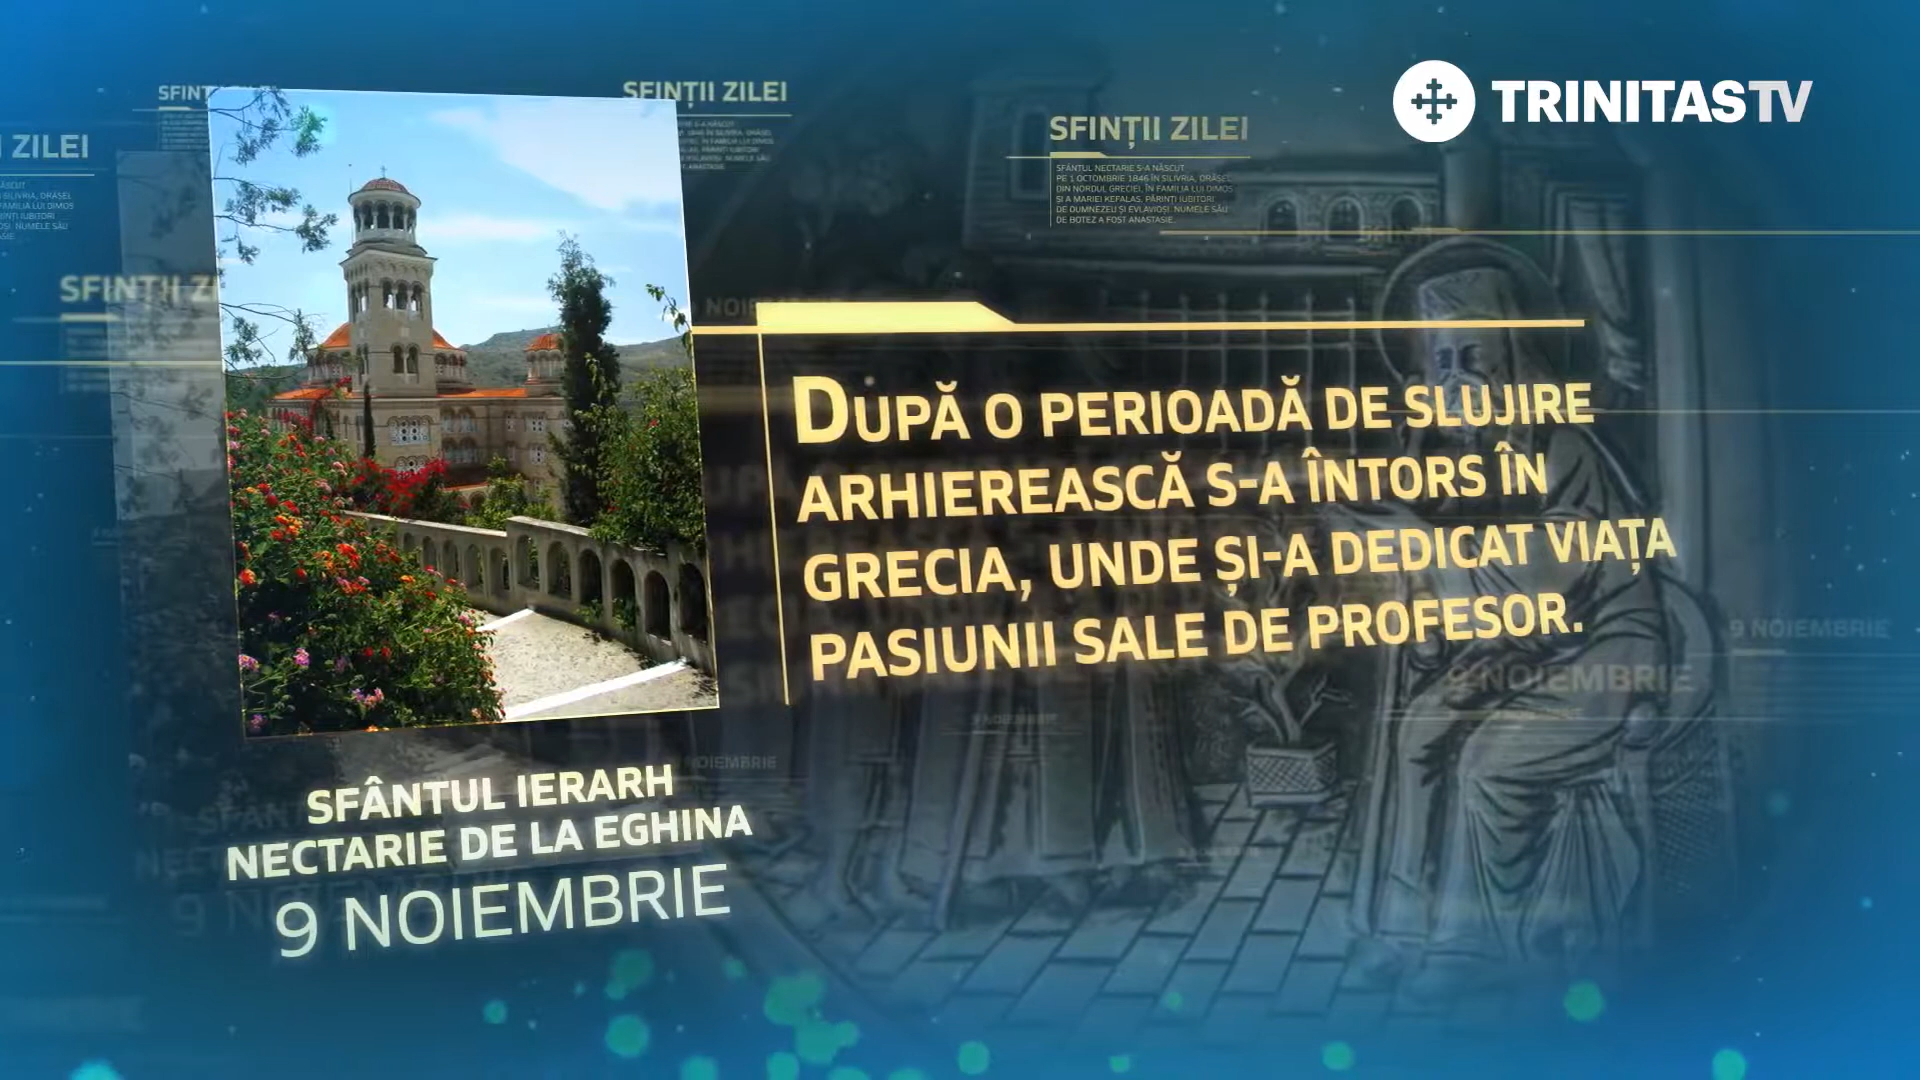 TRINITASTV
SFINȚII ZILEI
SFINȚII ZILEI
SFÂNTUL NECTARIE S-A NĂSCUT
PE 1 OCTOMBRIE 1846 ÎN SILIVRIA, ORĂȘEL
DIN NORDUL GRECIEI, ÎN FAMILIA LUI DIMOS
ȘI A MARIEI KEFALAS, PĂRINȚI IUBITORI
DE DUMNEZEU ȘI EVLAVIOȘI. NUMELE SĂU
DE BOTEZ A FOST ANASTASIE.
DUPĂ O PERIOADĂ DE SLUJIRE
ARHIEREASCĂ S-A ÎNTORS ÎN
GRECIA, UNDE ȘI-A DEDICAT VIAȚA
PASIUNII SALE DE PROFESOR.
SFÂNTUL IERARH
NECTARIE DE LA EGHINA
9 NOIEMBRIE
9 NOIEMBRIE
9 NOIEMBRIE